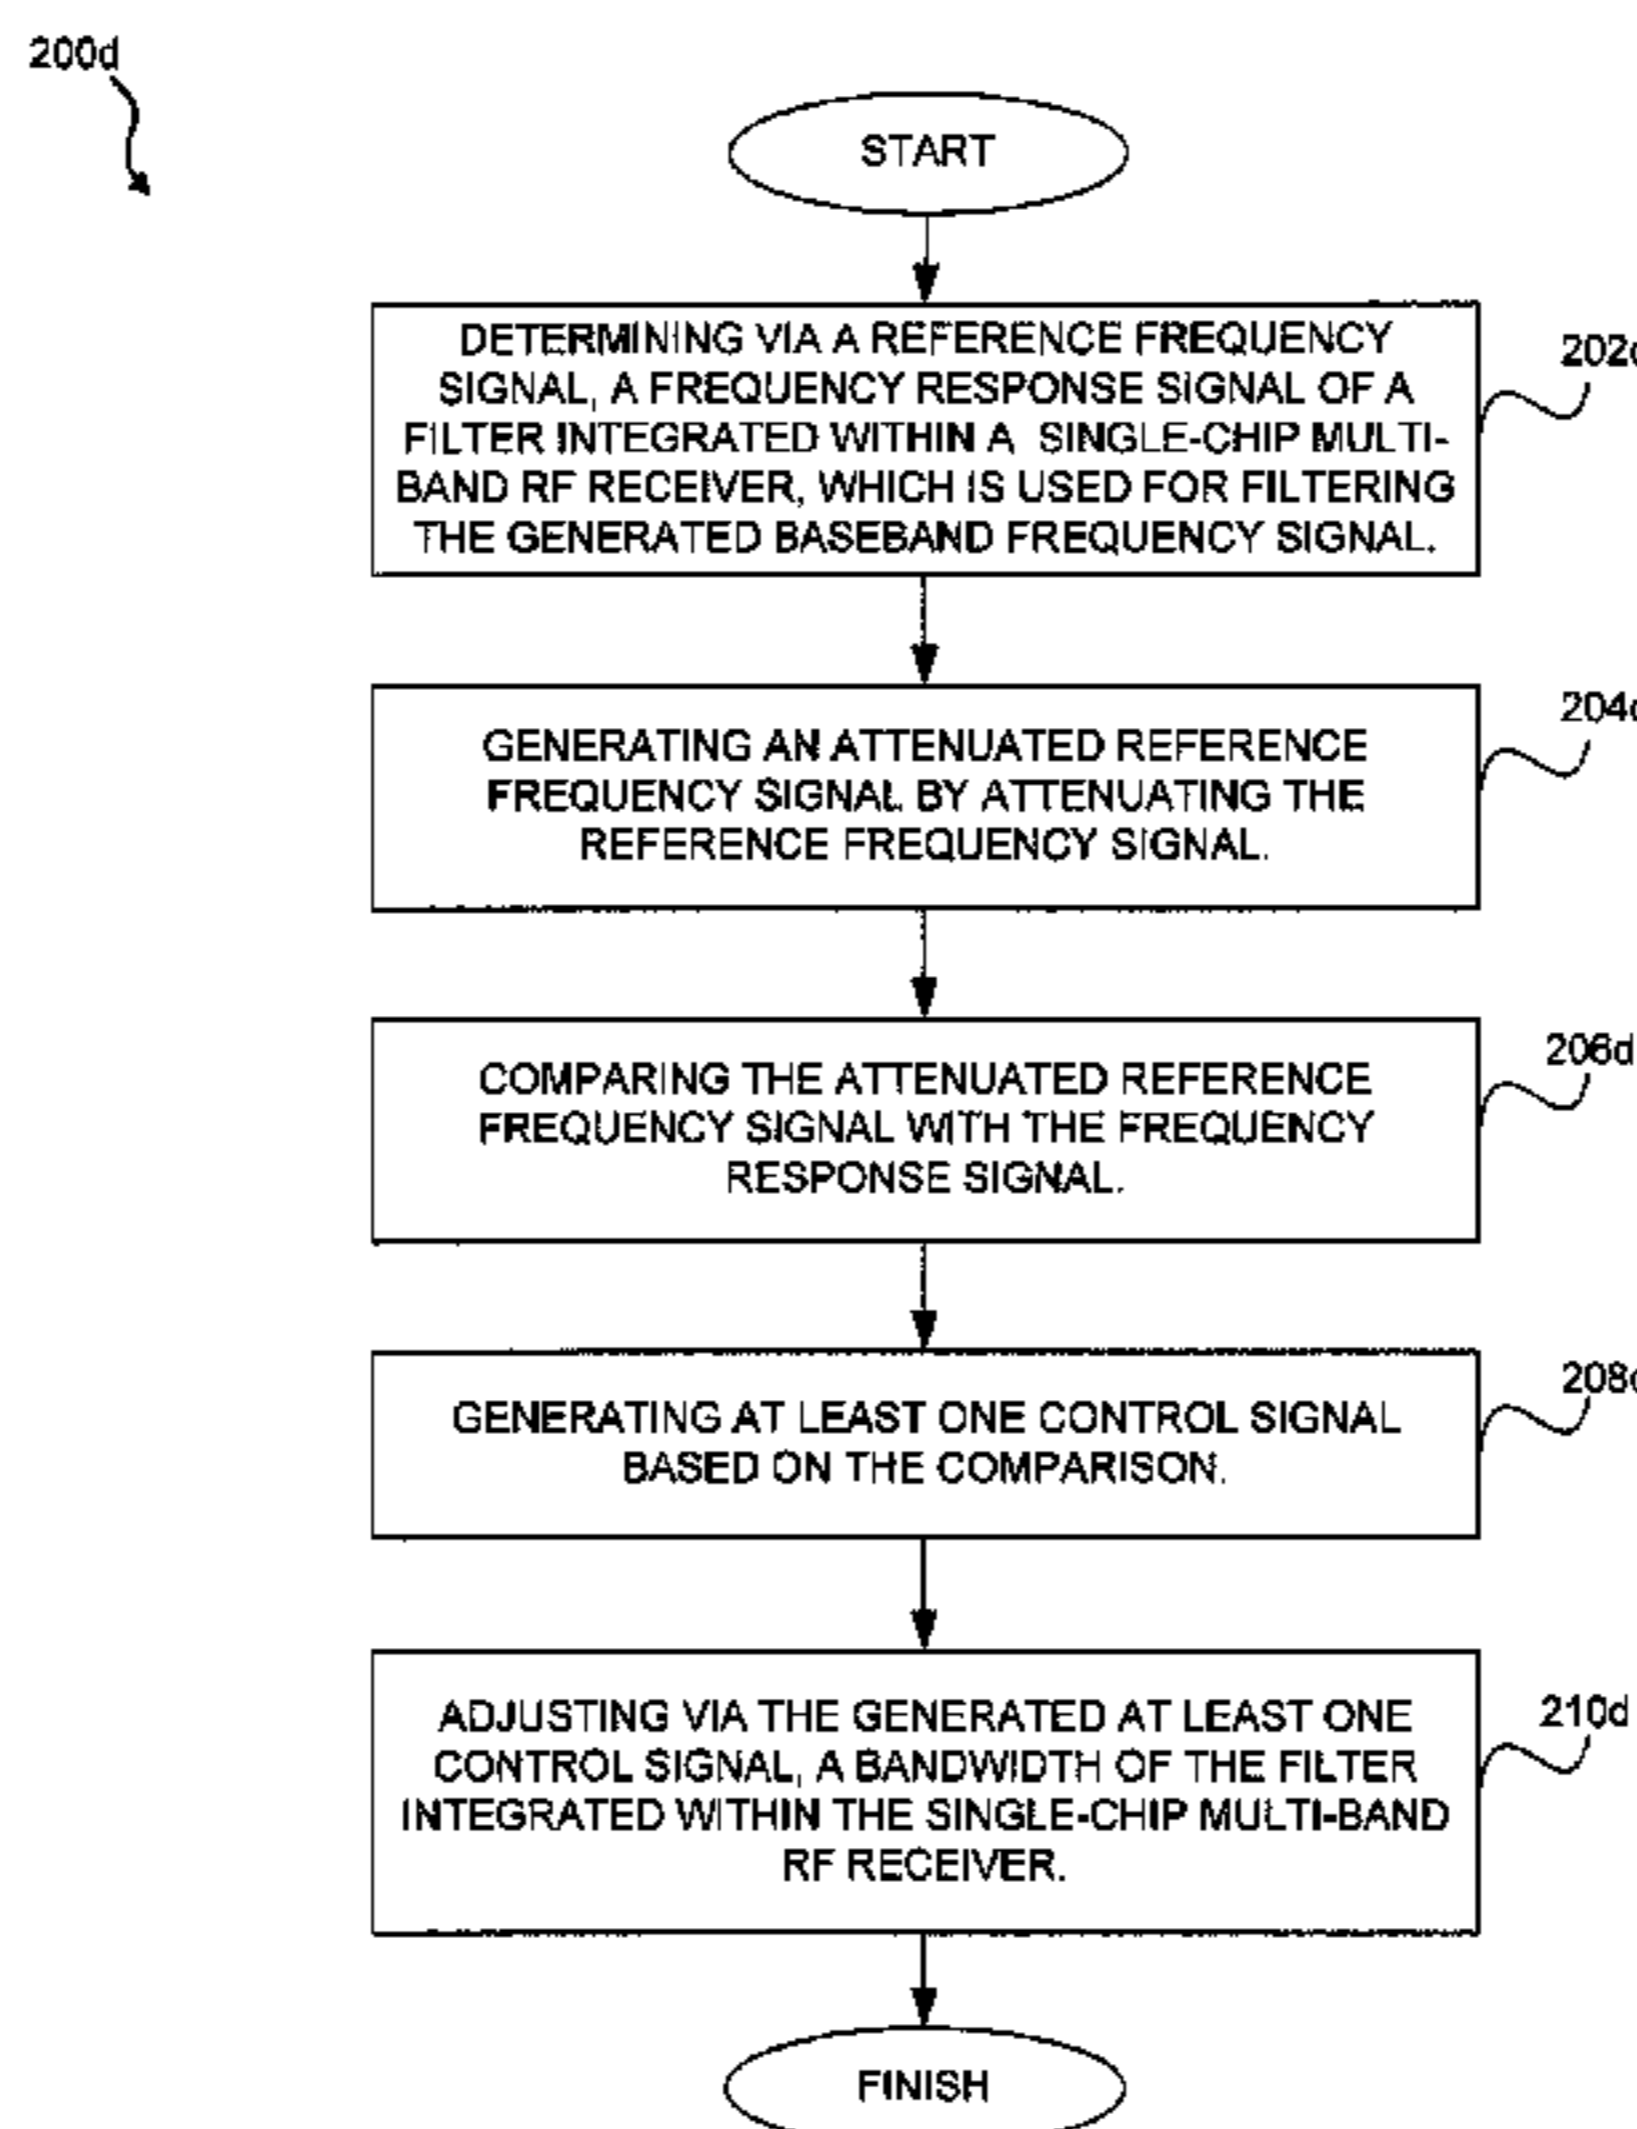 200d
START
DETERMINING VIA A REFERENCE FREQUENCY
SIGNAL, A FREQUENCY RESPONSE SIGNAL OF A
FILTER INTEGRATED WITHIN A SINGLE-CHIP MULTI-
BAND RF RECEIVER, WHICH IS USED FOR FILTERING
THE GENERATED BASEBAND FREQUENCY SIGNAL.
202d
GENERATING AN ATTENUATED REFERENCE
FREQUENCY SIGNAL BY ATTENUATING THE
REFERENCE FREQUENCY SIGNAL.
204d
COMPARING THE ATTENUATED REFERENCE
FREQUENCY SIGNAL WITH THE FREQUENCY
RESPONSE SIGNAL.
206d
GENERATING AT LEAST ONE CONTROL SIGNAL
BASED ON THE COMPARISON.
208d
ADJUSTING VIA THE GENERATED AT LEAST ONE
CONTROL SIGNAL, A BANDWIDTH OF THE FILTER
INTEGRATED WITHIN THE SINGLE-CHIP MULTI-BAND
RF RECEIVER.
210d
FINISH